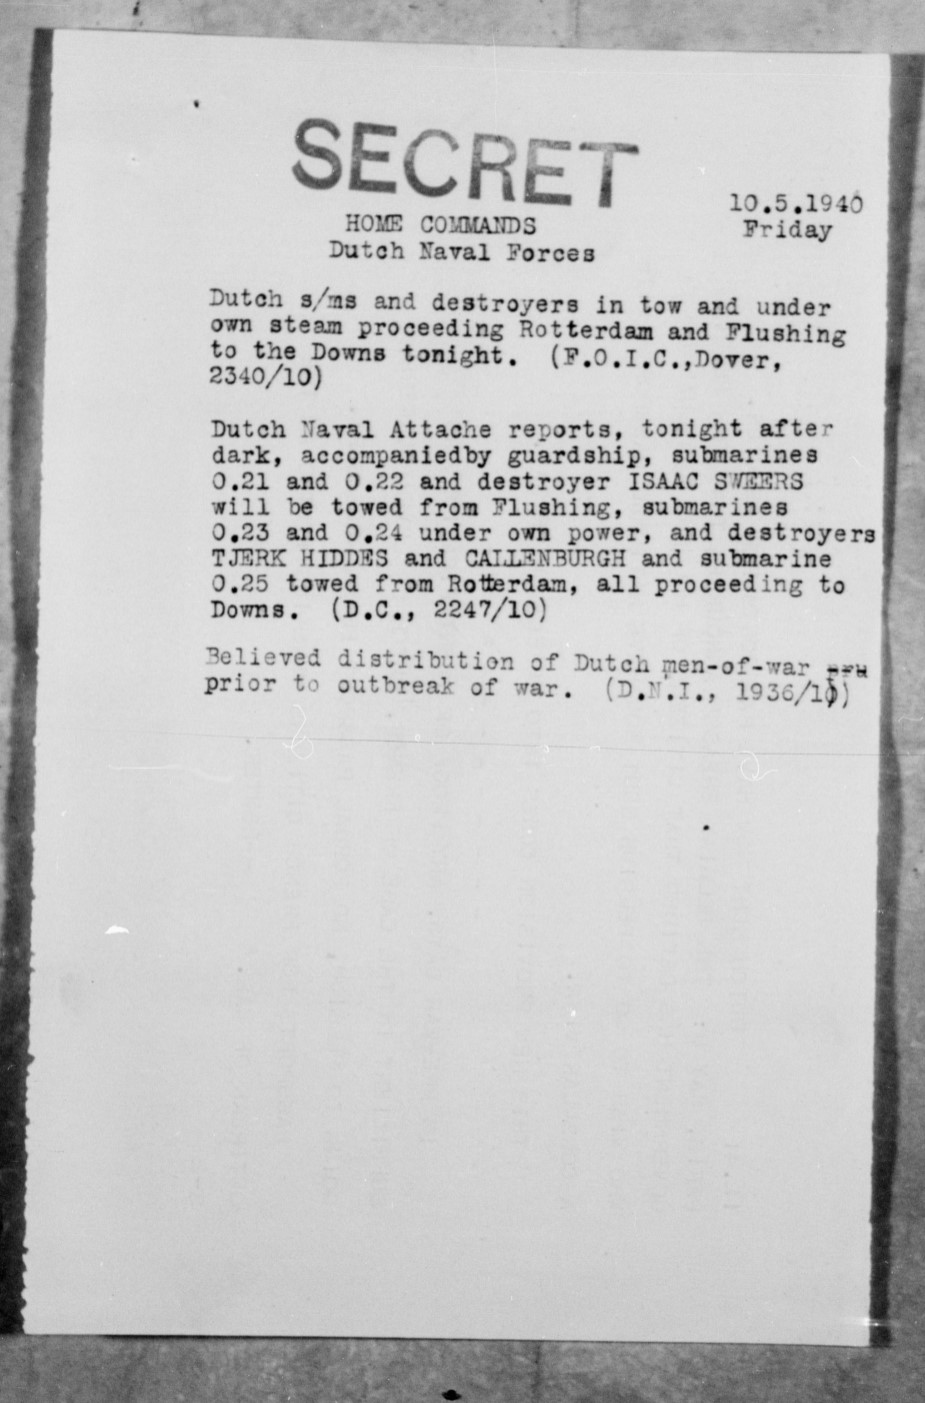 SECRET
10.5.1940
Friday
HOME COMMANDS
Dutch Naval Forces
Dutch s/ms and destroyers in tow and under
own steam proceeding Rotterdam and Flushing
to the Downs tonight. (F.O.I.C.,Dover,
2340/10)
Dutch Naval Attache reports, tonight after
dark, accompaniedby guardship, submarines
O.21 and O.22 and destroyer ISAAC SWEERS
will be towed from Flushing, submarines
O.23 and O.24 under own power, and destroyers
TJERK HIDDES and CALLENBURGH and submarine
O.25 towed from Rotterdam, all proceeding to
Downs. (D.C., 2247/10)
Believed distribution of Dutch men-of-war
prior to outbreak of war. (D.N.I., 1936/10)